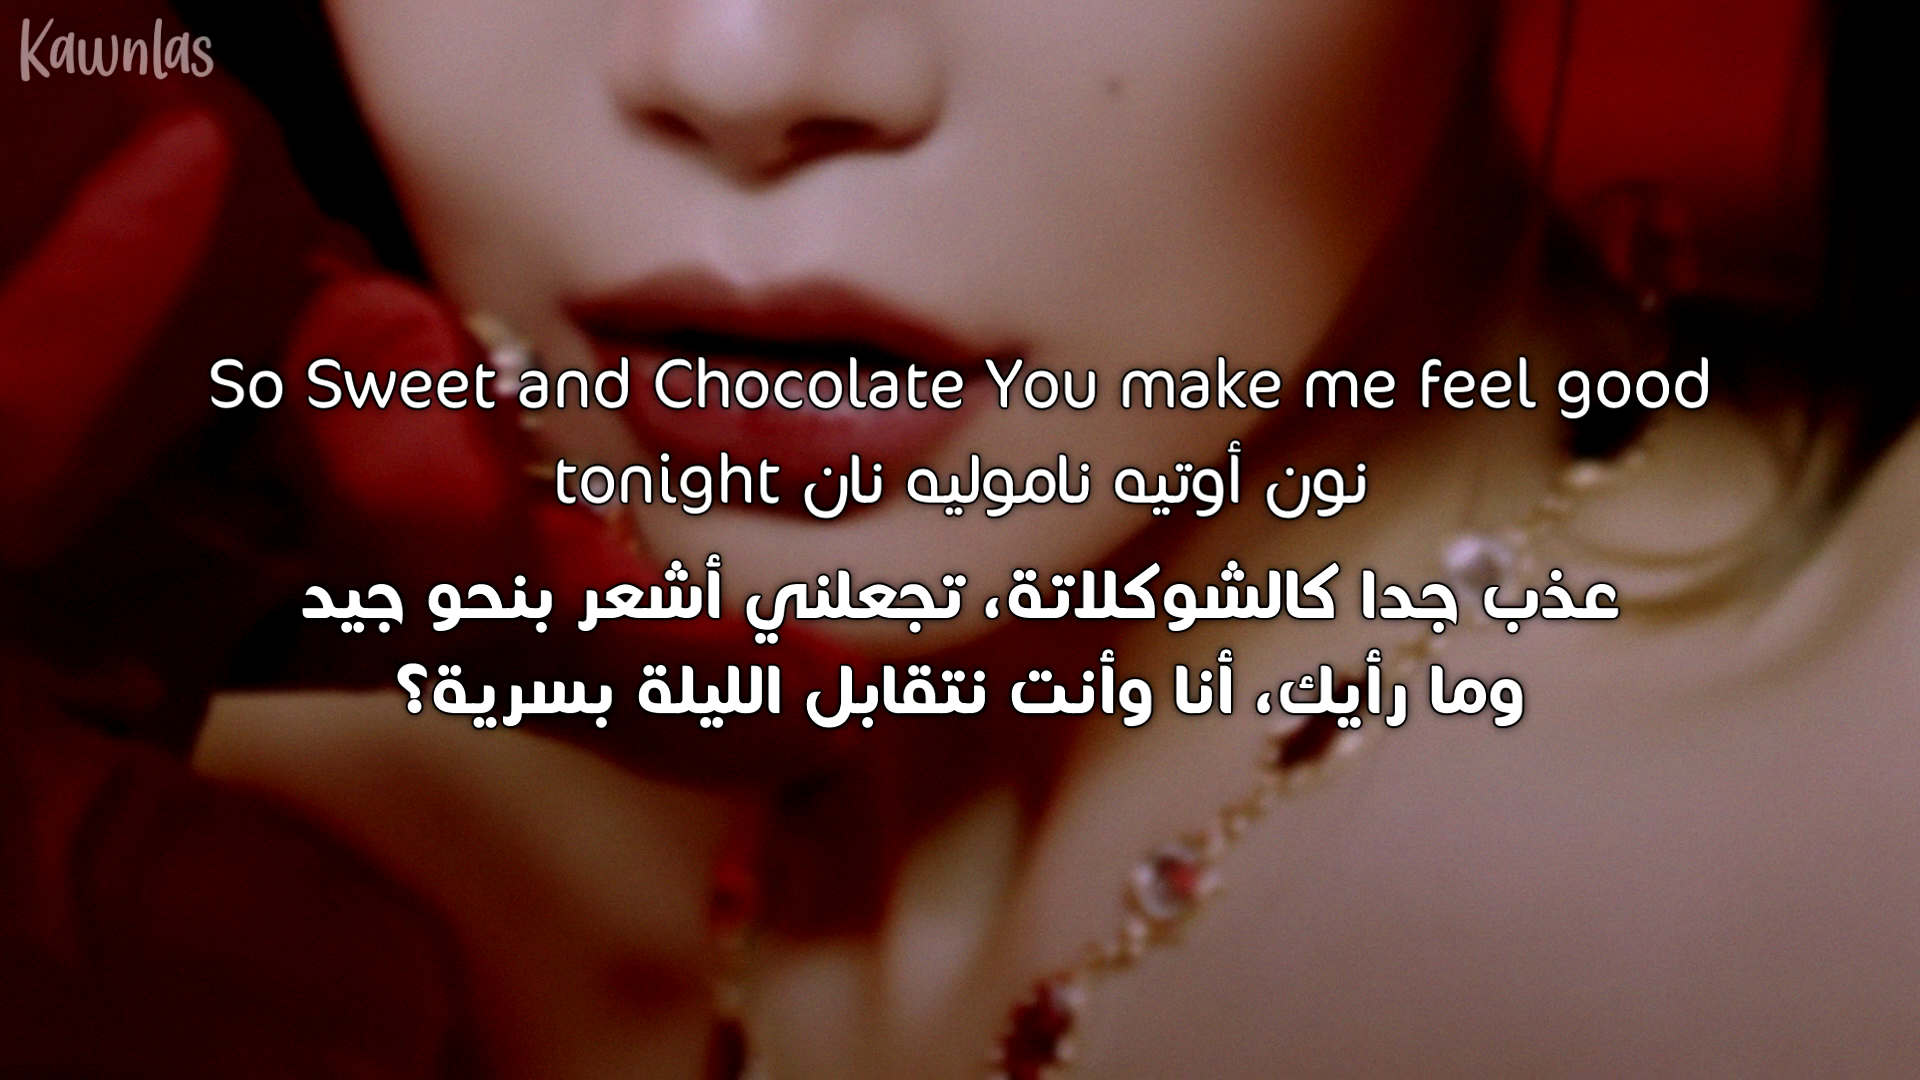 Kawnlas
So Sweet and Chocolate You make me feel good
نون أوتيه ناموليه نان tonight
عذب جدا كالشوكلاتة، تجعلني أشعر بنحو جيد
وما رأيك، أنا وأنت نتقابل الليلة بسرية؟